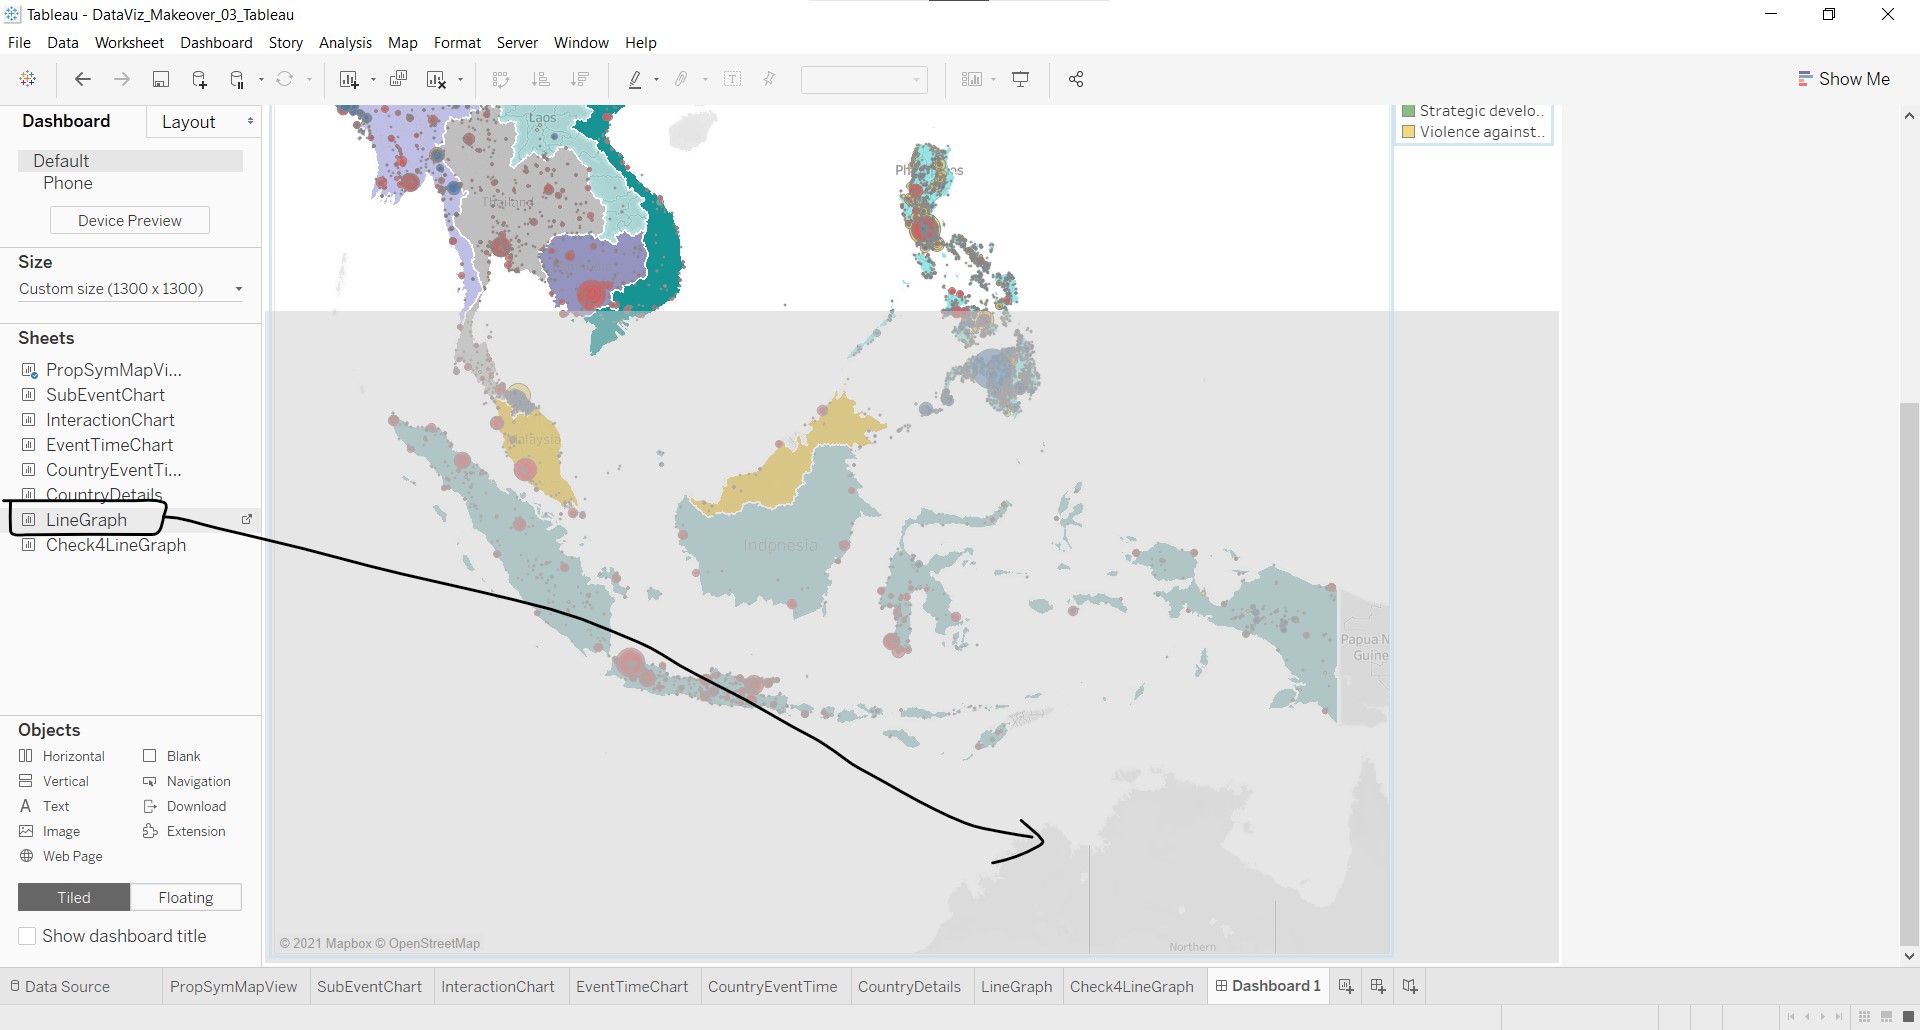 Tableau - DataViz_Makeover_03_Tableau
File Data Worksheet Dashboard Story Analysis Map Format Server Window Help
Show Me
Dashboard Layout
Default
Phone
Device Preview
Size
Custom size (1300 x 1300)
Sheets
PropSymMapVi...
SubEventChart
InteractionChart
EventTimeChart
CountryEventTi...
CountryDetails
LineGraph
Check4LineGraph
Objects
Horizontal Blank
Vertical Navigation
Text Download
Image Extension
Web Page
Tiled Floating
Show dashboard title
Strategic develo..
Violence against..
Laos
Thailand
Malaysia
Indonesia
Papua N
Guine
Northern
© 2021 Mapbox © OpenStreetMap
Data Source PropSymMapView SubEventChart InteractionChart EventTimeChart CountryEventTime CountryDetails LineGraph Check4LineGraph Dashboard 1